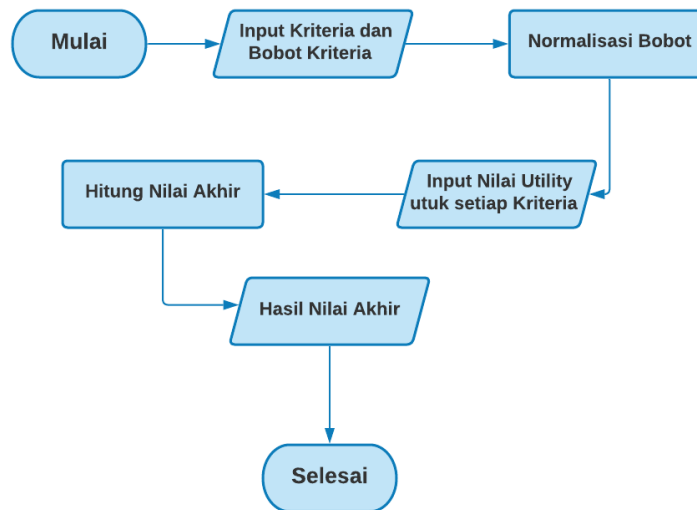 Mulai
Input Kriteria dan
Bobot Kriteria
Normalisasi Bobot
Hitung Nilai Akhir
Input Nilai Utility
utuk setiap Kriteria
Hasil Nilai Akhir
Selesai